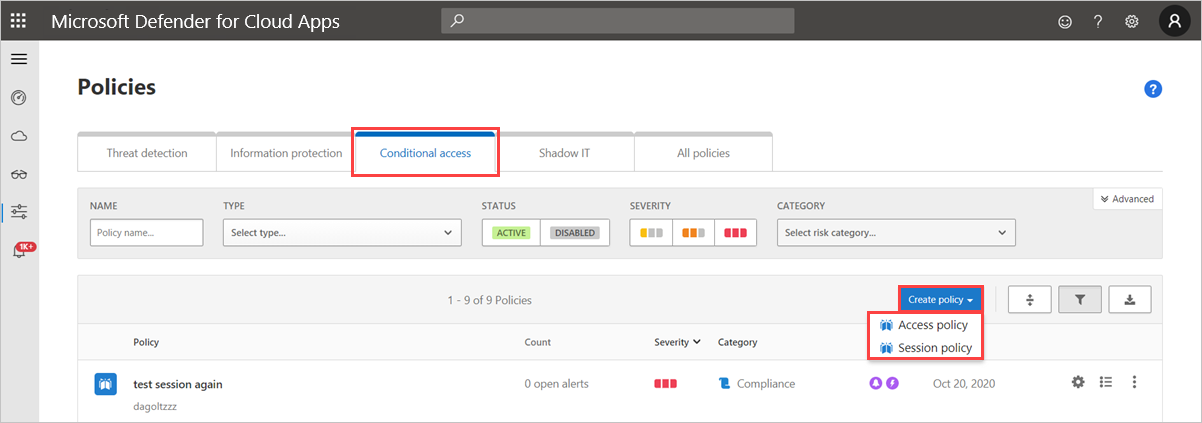 Microsoft Defender for Cloud Apps
?
Policies
?
Threat detection
Information protection
Conditional access
Shadow IT
All policies
Advanced
NAME
TYPE
STATUS
SEVERITY
CATEGORY
Policy name...
Select type...
ACTIVE
DISABLED
Select risk category...
1K+
1 - 9 of 9 Policies
Create policy
Access policy
Session policy
Policy
Count
Severity
Category
test session again
0 open alerts
Compliance
Oct 20, 2020
dagoltzzz